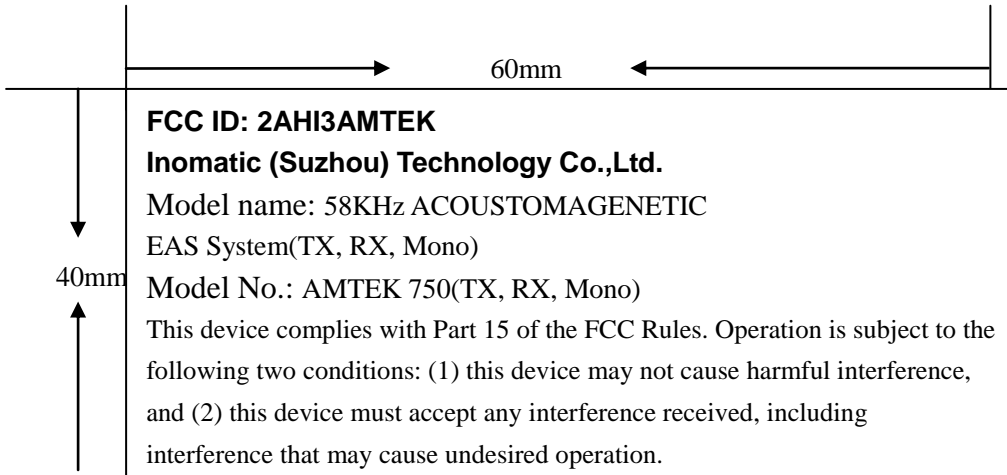 60mm
FCC ID: 2AHI3AMTEK
Inomatic (Suzhou) Technology Co.,Ltd.
Model name: 58KHz ACOUSTOMAGENETIC
EAS System(TX, RX, Mono)
40mm
Model No.: AMTEK 750(TX, RX, Mono)
This device complies with Part 15 of the FCC Rules. Operation is subject to the
following two conditions: (1) this device may not cause harmful interference,
and (2) this device must accept any interference received, including
interference that may cause undesired operation.